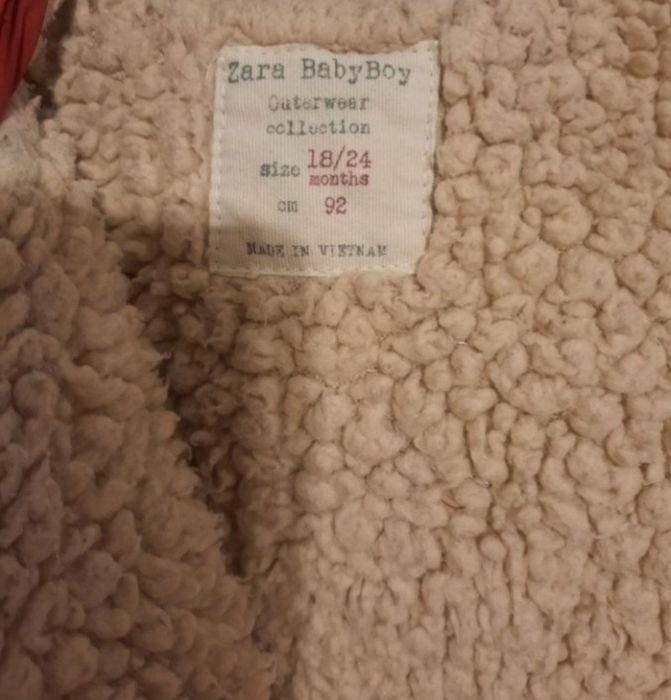 Zara BabyBoy
Outerwear
collection
size 18/24
months
cm 92
MADE IN VIETNAM